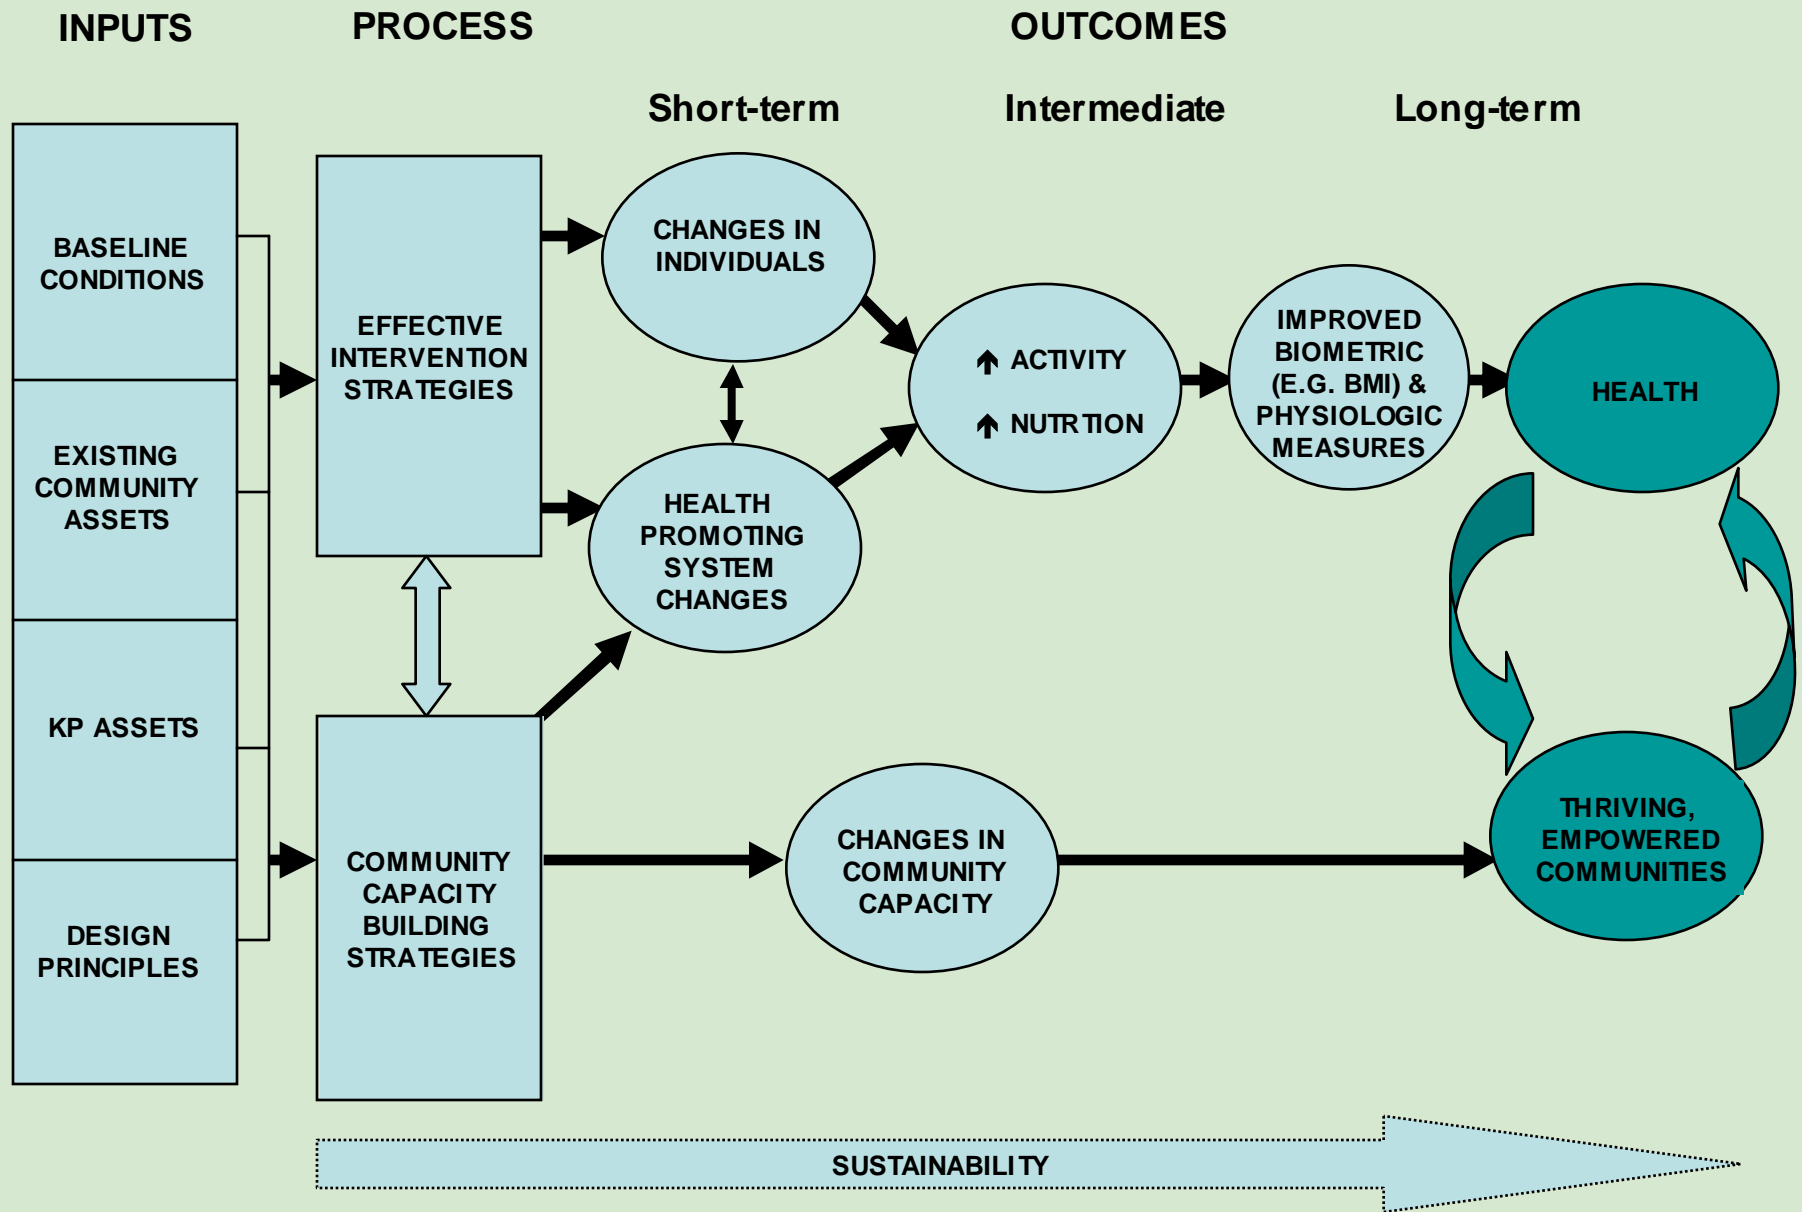 INPUTS
PROCESS
OUTCOMES
Short-term
Intermediate
Long-term
BASELINE
CONDITIONS
EXISTING
COMMUNITY
ASSETS
KP ASSETS
DESIGN
PRINCIPLES
EFFECTIVE
INTERVENTION
STRATEGIES
COMMUNITY
CAPACITY
BUILDING
STRATEGIES
CHANGES IN
INDIVIDUALS
HEALTH
PROMOTING
SYSTEM
CHANGES
ACTIVITY
NUTRTION
IMPROVED
BIOMETRIC
(E.G. BMI) &
PHYSIOLOGIC
MEASURES
HEALTH
CHANGES IN
COMMUNITY
CAPACITY
THRIVING,
EMPOWERED
COMMUNITIES
SUSTAINABILITY